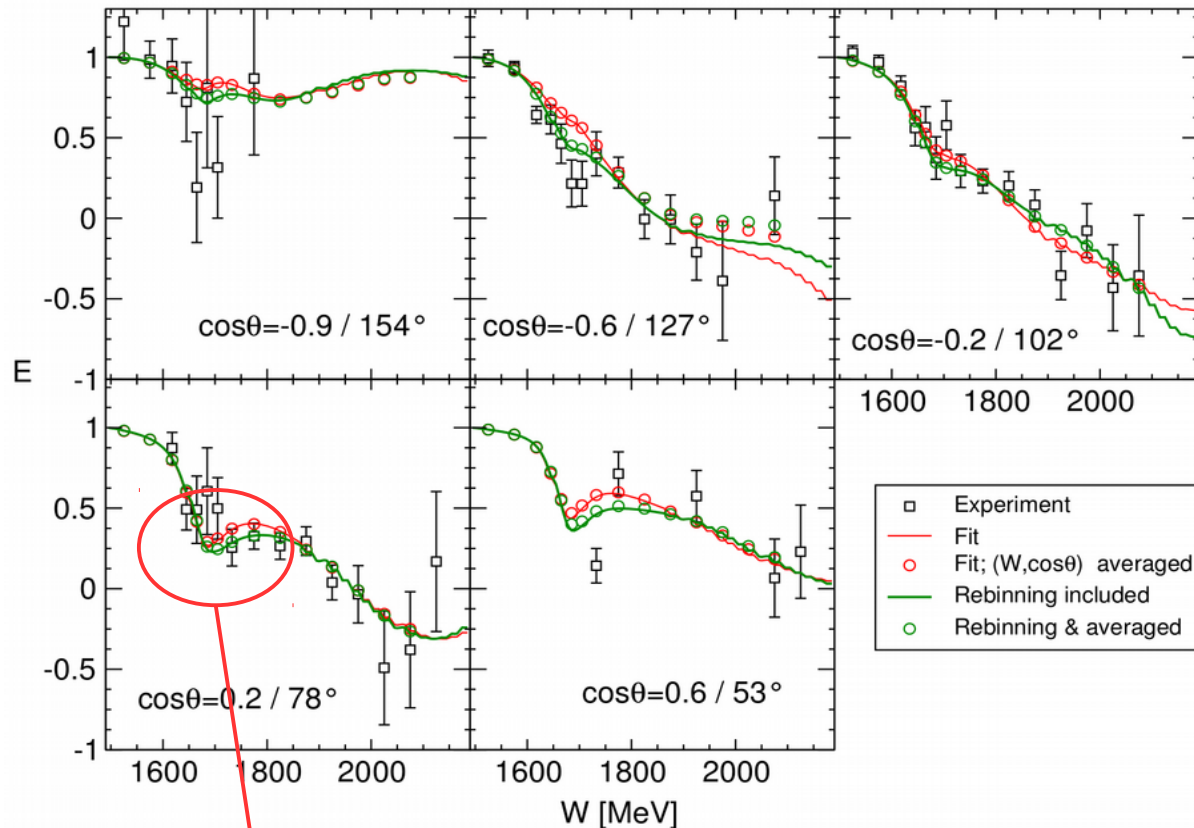 1
0.5
0
-0.5
-1
cosθ=-0.9 / 154°
cosθ=-0.6 / 127°
cosθ=-0.2 / 102°
1600 1800 2000
E
1
0.5
0
-0.5
-1
cosθ=0.2 / 78°
cosθ=0.6 / 53°
1600 1800 2000
1600 1800 2000
W [MeV]
Experiment
Fit
Fit; (W,cosθ) averaged
Rebinning included
Rebinning & averaged